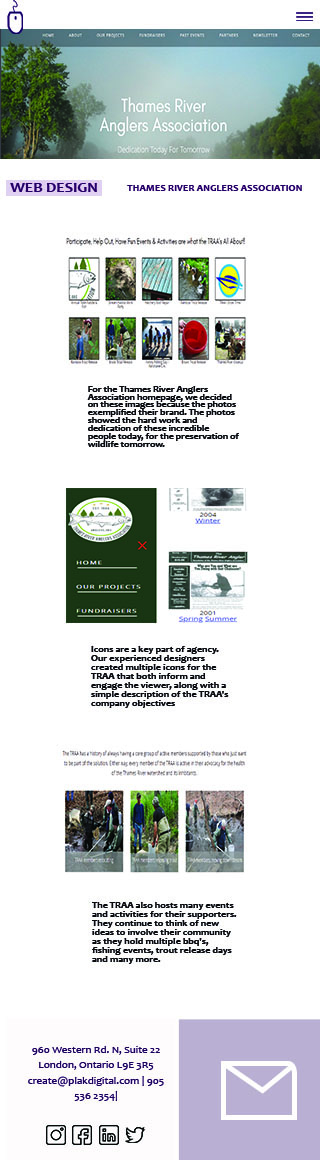 HOME ABOUT OUR PROJECTS FUNDRAISERS PAST EVENTS PARTNERS NEWSLETTER CONTACT
Thames River
Anglers Association
Dedication Today For Tomorrow
WEB DESIGN
THAMES RIVER ANGLERS ASSOCIATION
Participate, Help Out, Have Fun Events & Activities are what the TRAA's All About!!
For the Thames River Anglers
Association homepage, we decided
on these images because the photos
exemplified their brand. The photos
showed the hard work and
dedication of these incredible
people today, for the preservation of
wildlife tomorrow.
HOME
OUR PROJECTS
FUNDRAISERS
2004
Winter
The Thames River Angler
2001
Spring Summer
Icons are a key part of agency.
Our experienced designers
created multiple icons for the
TRAA that both inform and
engage the viewer, along with a
simple description of the TRAA's
company objectives
The TRAA has a history of always having a core group of active members supported by those who just want
to be part of the solution. Either way, every member of the TRAA is active in their advocacy for the health
of the Thames River watershed and its inhabitants.
The TRAA also hosts many events
and activities for their supporters.
They continue to think of new
ideas to involve their community
as they hold multiple bbq's,
fishing events, trout release days
and many more.
960 Western Rd. N, Suite 22
London, Ontario L9E 3R5
create@plakdigital.com | 905
536 2354|